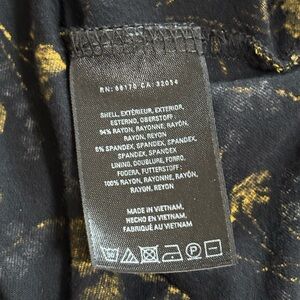 RN: 66170 CA: 32054
SHELL, EXTÉRIEUR, EXTERIOR,
ESTERNO, OBERSTOFF:
94% RAYON, RAYONNE, RAYÓN,
RAYON, REYON
6% SPANDEX, SPANDEX, SPANDEX,
SPANDEX, SPANDEX
LINING, DOUBLURE, FORRO,
FODERA, FUTTERSTOFF:
100% RAYON, RAYONNE, RAYÓN,
RAYON, REYON
MADE IN VIETNAM,
HECHO EN VIETNAM,
FABRIQUÉ AU VIETNAM